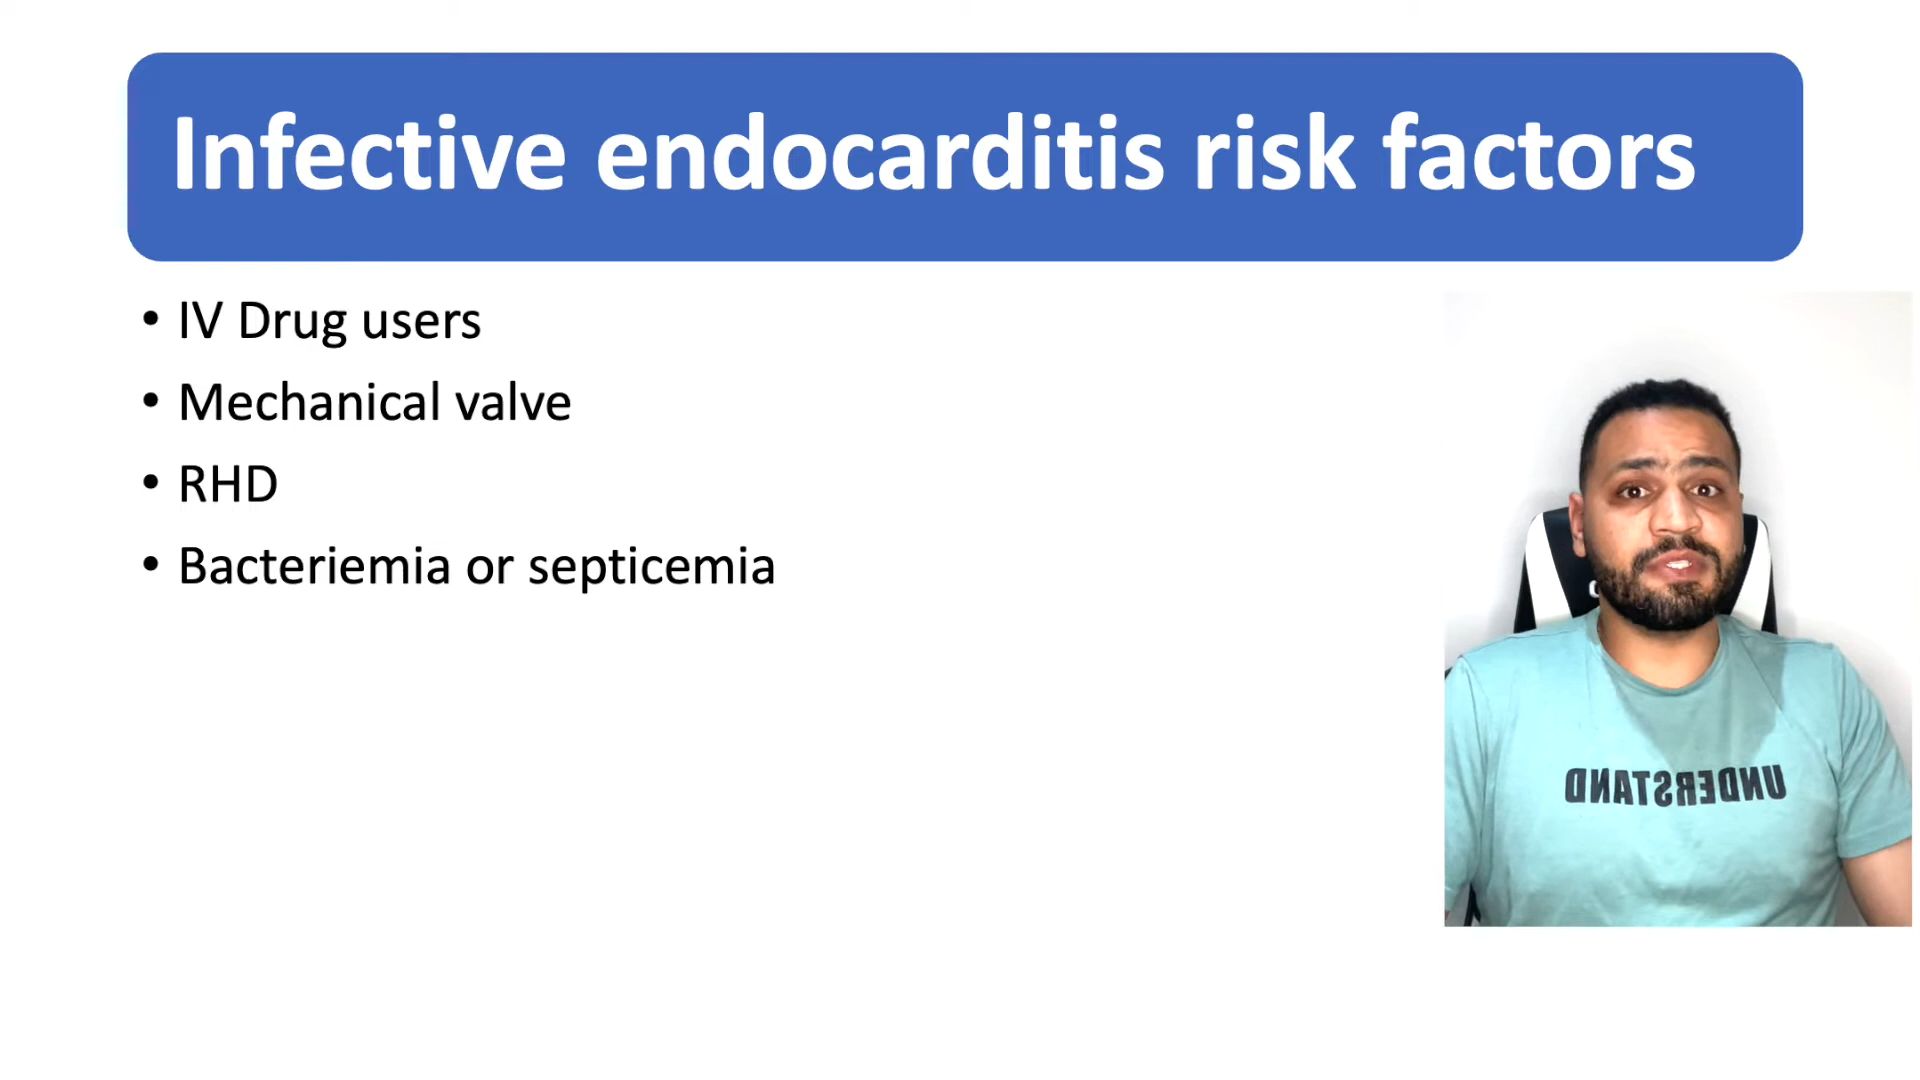 Infective endocarditis risk factors
• IV Drug users
• Mechanical valve
• RHD
• Bacteriemia or septicemia
UNDERSTAND